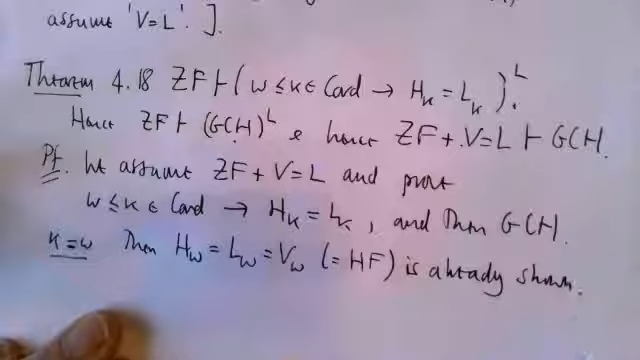 assume 'V=L'. ].
Theorem 4.18 ZF ⊢ (ω ≤ κ ∈ Card → H_κ = L_κ)^L.
Hence ZF ⊢ (GCH)^L & hence ZF + V=L ⊢ GCH.
Pf. We assume ZF + V=L and prove
ω ≤ κ ∈ Card → H_κ = L_κ, and then GCH.
κ=ω Then H_ω = L_ω = V_ω (= HF) is already shown.